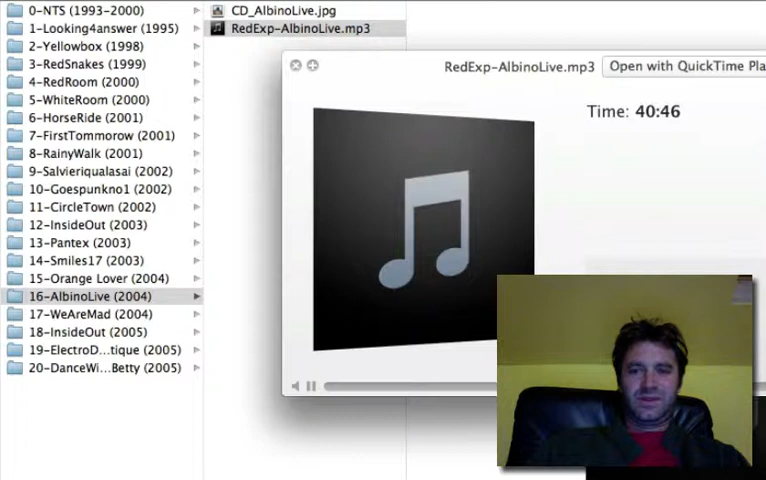 0-NTS (1993-2000)
1-Looking4answer (1995)
2-Yellowbox (1998)
3-RedSnakes (1999)
4-RedRoom (2000)
5-WhiteRoom (2000)
6-HorseRide (2001)
7-FirstTommorow (2001)
8-RainyWalk (2001)
9-Salvieriqualasai (2002)
10-Goespunkno1 (2002)
11-CircleTown (2002)
12-InsideOut (2003)
13-Pantex (2003)
14-Smiles17 (2003)
15-Orange Lover (2004)
16-AlbinoLive (2004)
17-WeAreMad (2004)
18-InsideOut (2005)
19-ElectroD...tique (2005)
20-DanceWi...Betty (2005)
CD_AlbinoLive.jpg
RedExp-AlbinoLive.mp3
RedExp-AlbinoLive.mp3
Open with QuickTime Pla
Time: 40:46